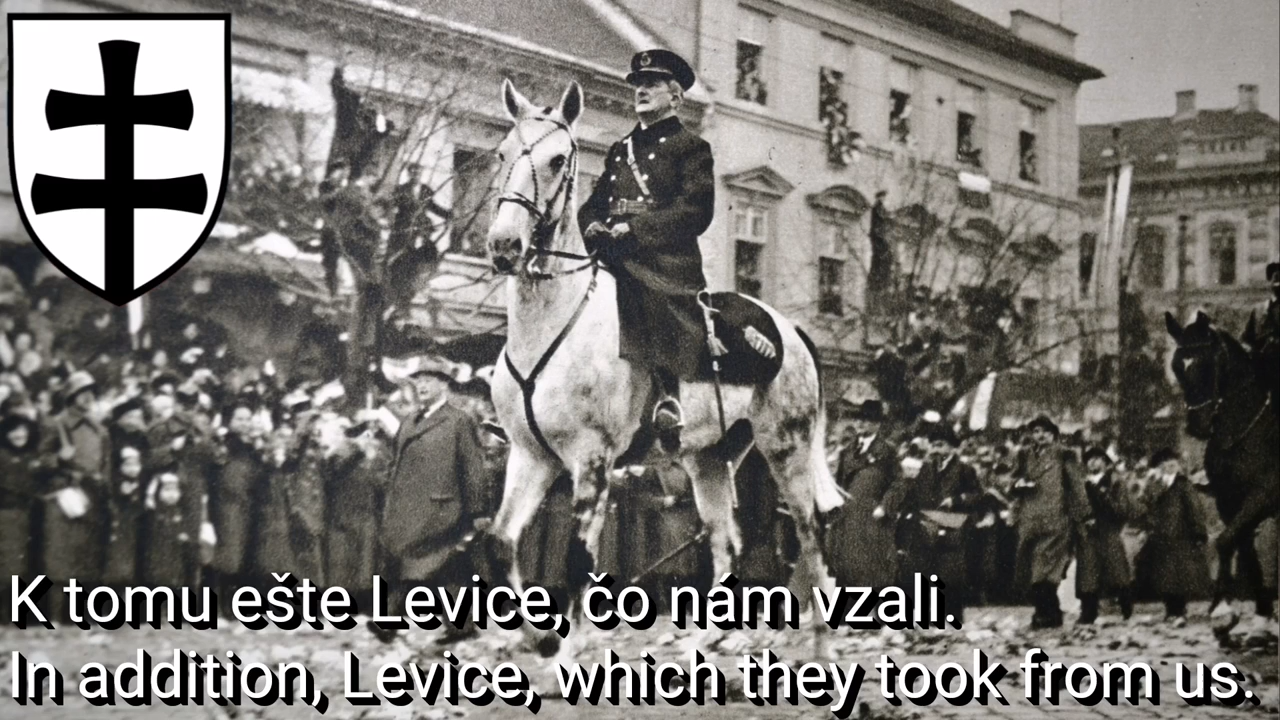 K tomu ešte Levice, čo nám vzali.
In addition, Levice, which they took from us.